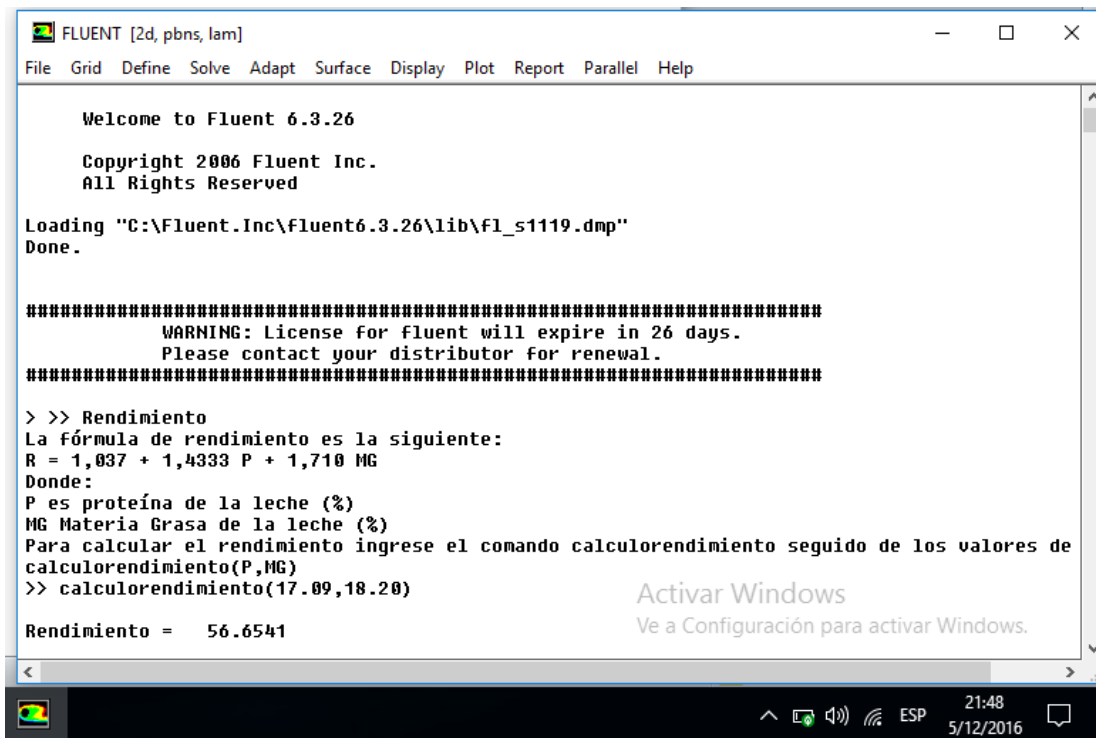 FLUENT [2d, pbns, lam]
File Grid Define Solve Adapt Surface Display Plot Report Parallel Help
Welcome to Fluent 6.3.26
Copyright 2006 Fluent Inc.
All Rights Reserved
Loading "C:\Fluent.Inc\fluent6.3.26\lib\fl_s1119.dmp"
Done.
######################################################################
WARNING: License for fluent will expire in 26 days.
Please contact your distributor for renewal.
######################################################################
> >> Rendimiento
La fórmula de rendimiento es la siguiente:
R = 1,037 + 1,4333 P + 1,710 MG
Donde:
P es proteína de la leche (%)
MG Materia Grasa de la leche (%)
Para calcular el rendimiento ingrese el comando calculorendimiento seguido de los valores de
calculorendimiento(P,MG)
>> calculorendimiento(17.09,18.20)
Rendimiento = 56.6541
Activar Windows
Ve a Configuración para activar Windows.
ESP
21:48
5/12/2016